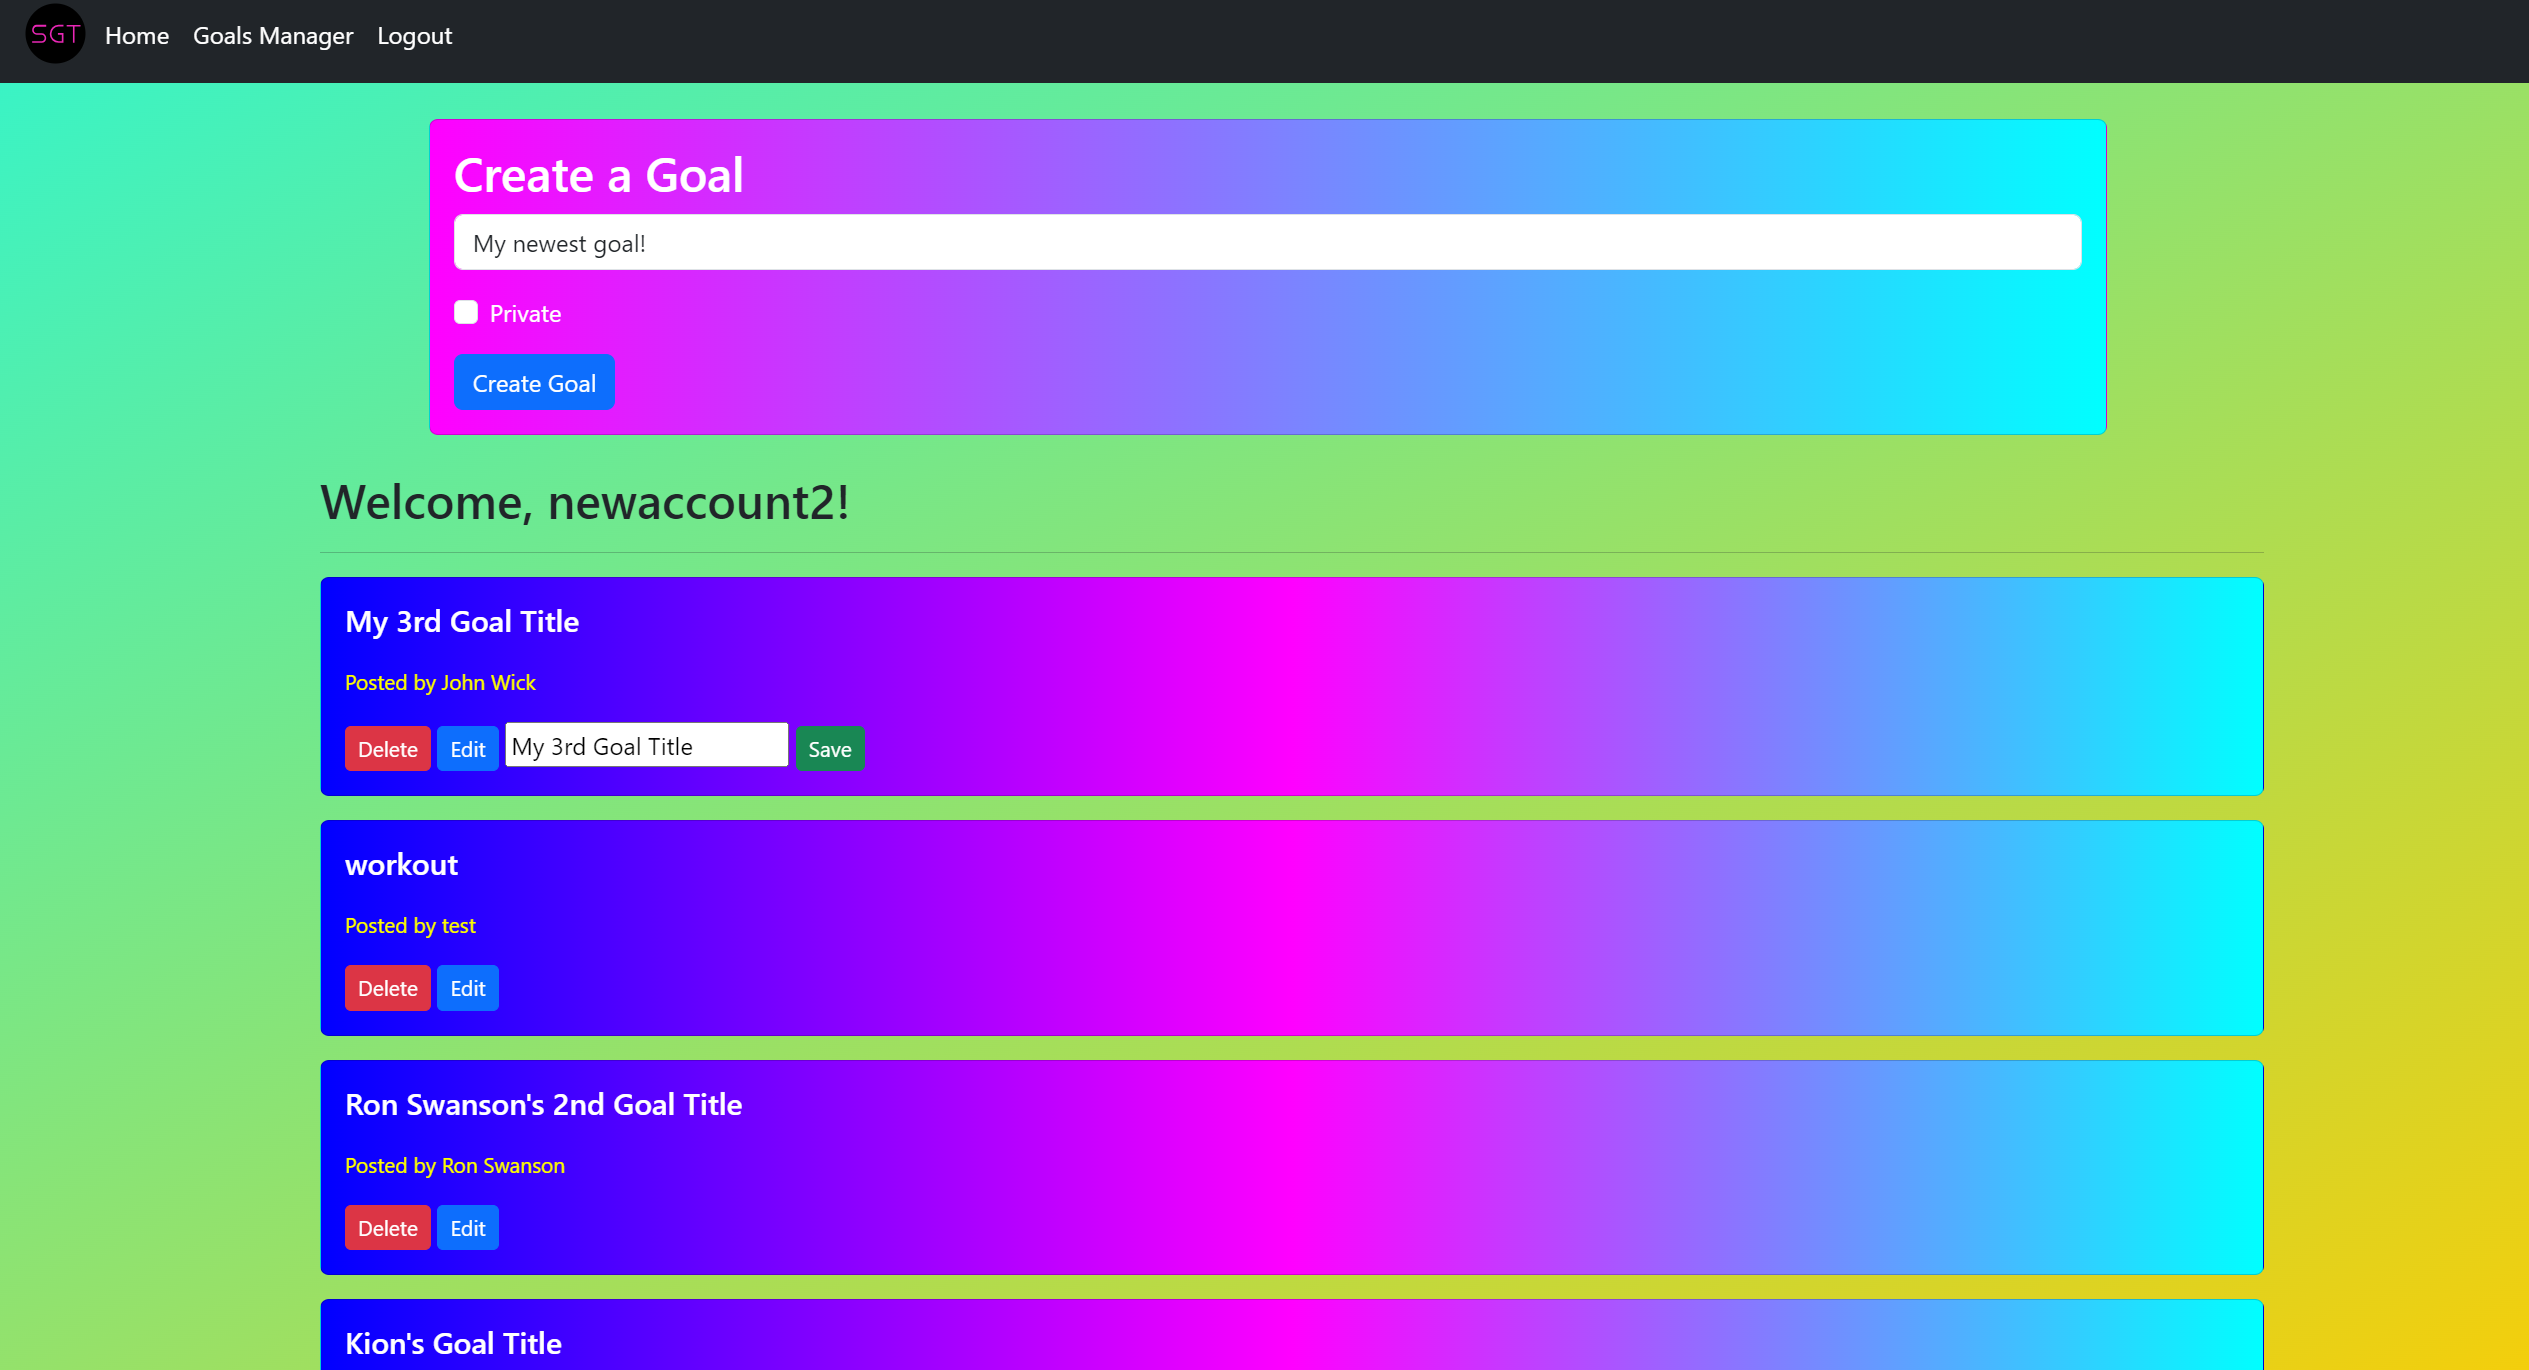 SGT Home Goals Manager Logout
Create a Goal
My newest goal!
Private
Create Goal
Welcome, newaccount2!
My 3rd Goal Title
Posted by John Wick
Delete Edit My 3rd Goal Title Save
workout
Posted by test
Delete Edit
Ron Swanson's 2nd Goal Title
Posted by Ron Swanson
Delete Edit
Kion's Goal Title